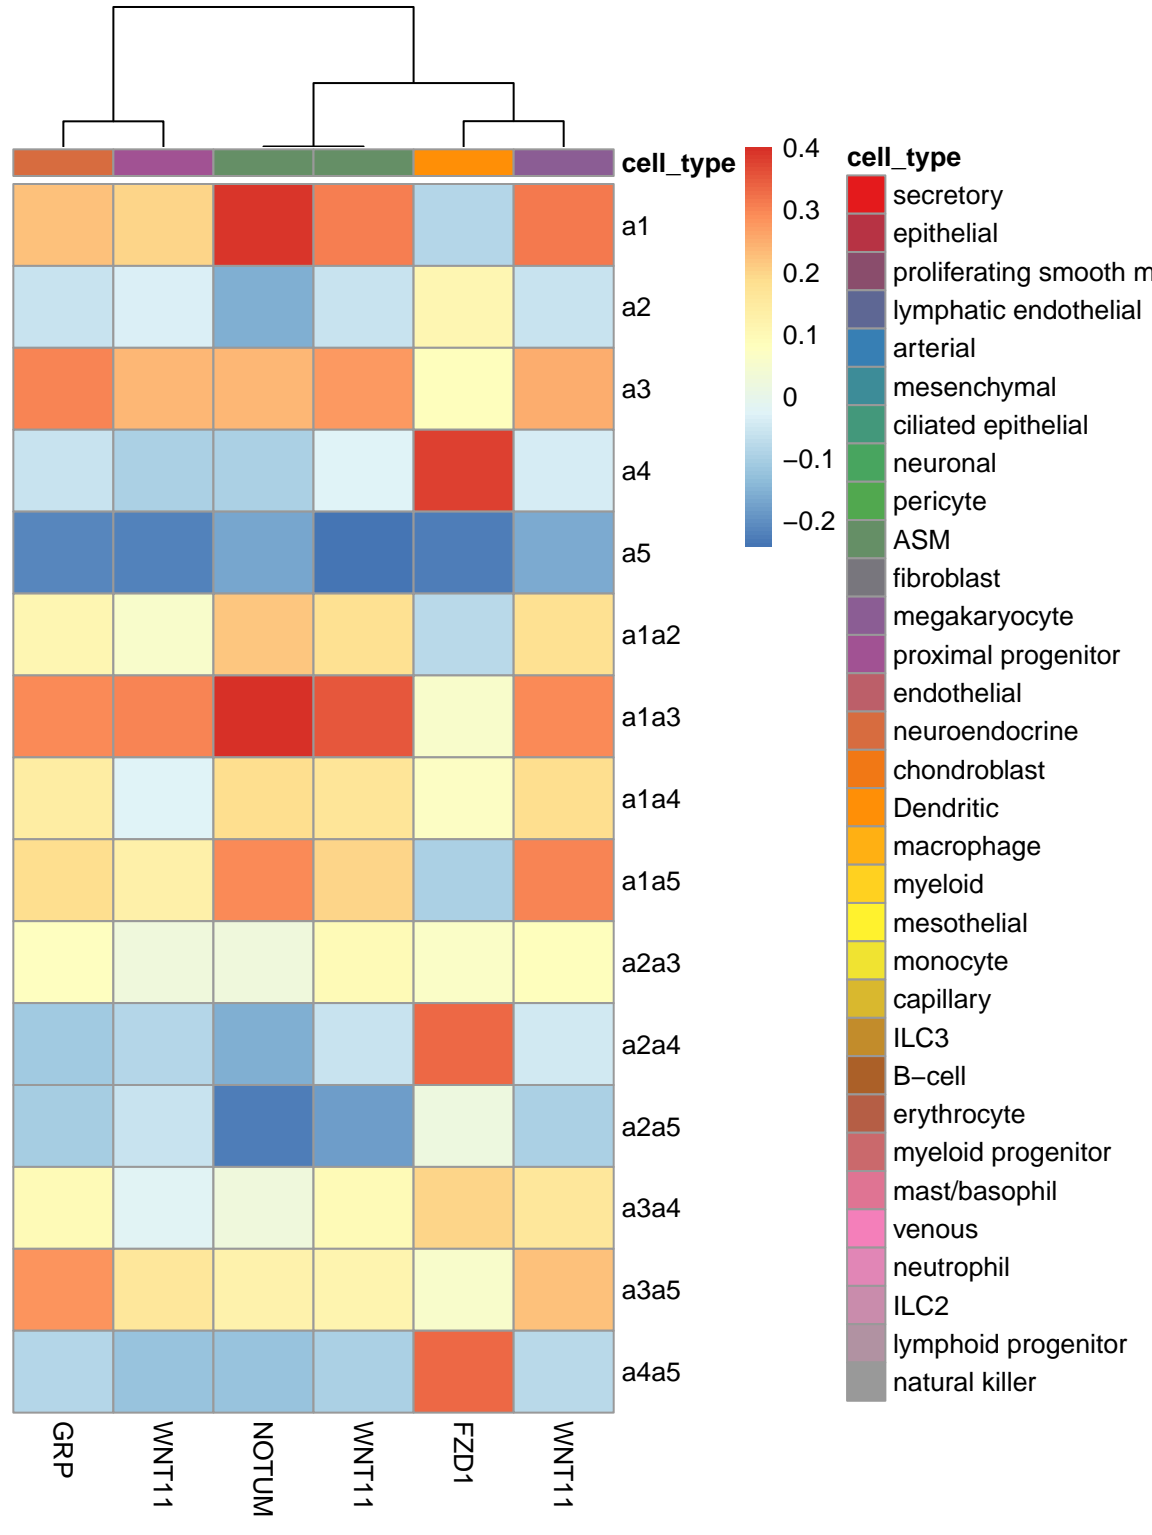 cell_type
a1
a2
a3
a4
a5
a1a2
a1a3
a1a4
a1a5
a2a3
a2a4
a2a5
a3a4
a3a5
a4a5
GRP
WNT11
NOTUM
WNT11
FZD1
WNT11
0.4
0.3
0.2
0.1
0
−0.1
−0.2
cell_type
secretory
epithelial
proliferating smooth m
lymphatic endothelial
arterial
mesenchymal
ciliated epithelial
neuronal
pericyte
ASM
fibroblast
megakaryocyte
proximal progenitor
endothelial
neuroendocrine
chondroblast
Dendritic
macrophage
myeloid
mesothelial
monocyte
capillary
ILC3
B−cell
erythrocyte
myeloid progenitor
mast/basophil
venous
neutrophil
ILC2
lymphoid progenitor
natural killer